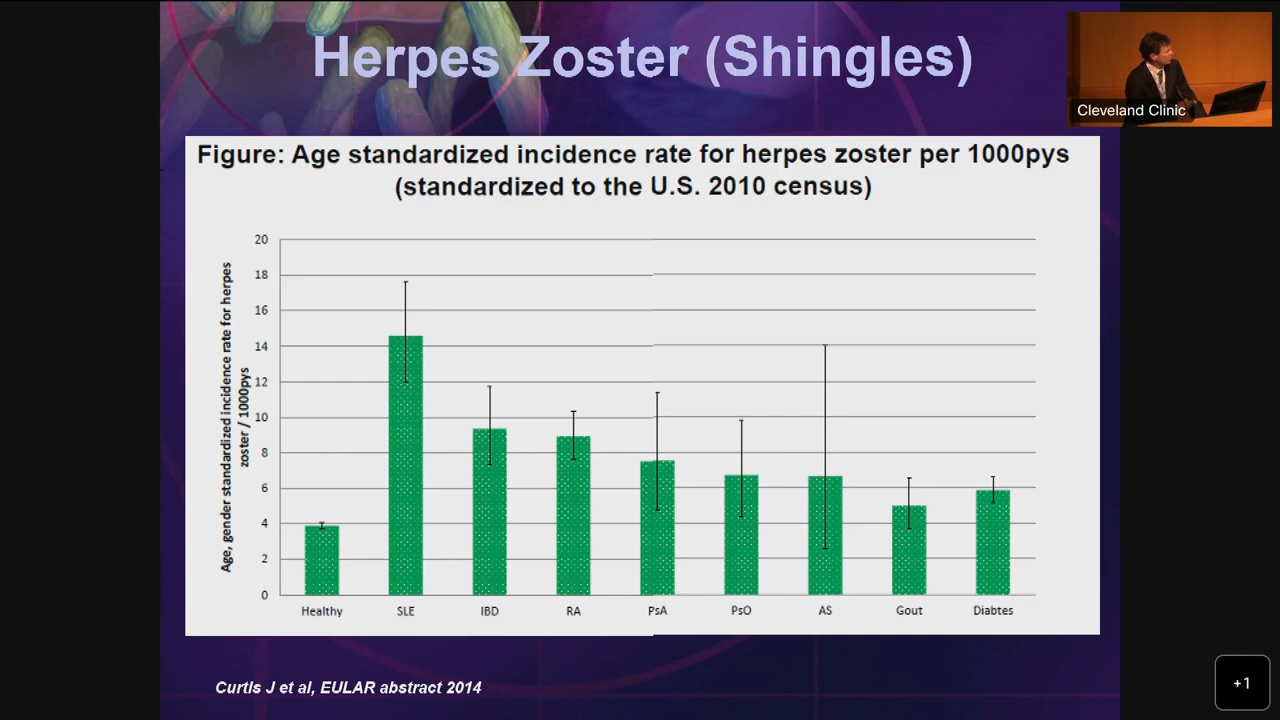 Herpes Zoster (Shingles)
Cleveland Clinic
Figure: Age standardized incidence rate for herpes zoster per 1000pys
(standardized to the U.S. 2010 census)
Age, gender standardized incidence rate for herpes
zoster / 1000pys
20
18
16
14
12
10
8
6
4
2
0
Healthy SLE IBD RA PsA PsO AS Gout Diabtes
Curtis J et al, EULAR abstract 2014
+1